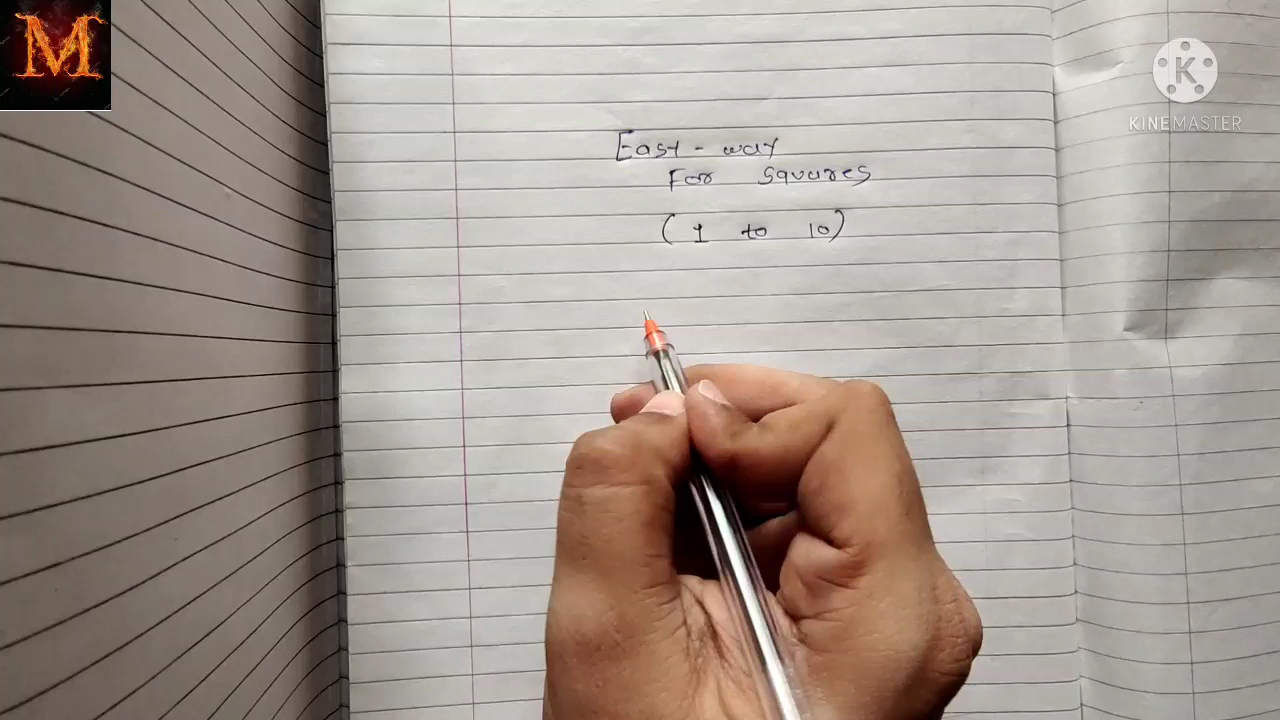 M
K
KINEMASTER
Easy - way
For squares
( 1 to 10)